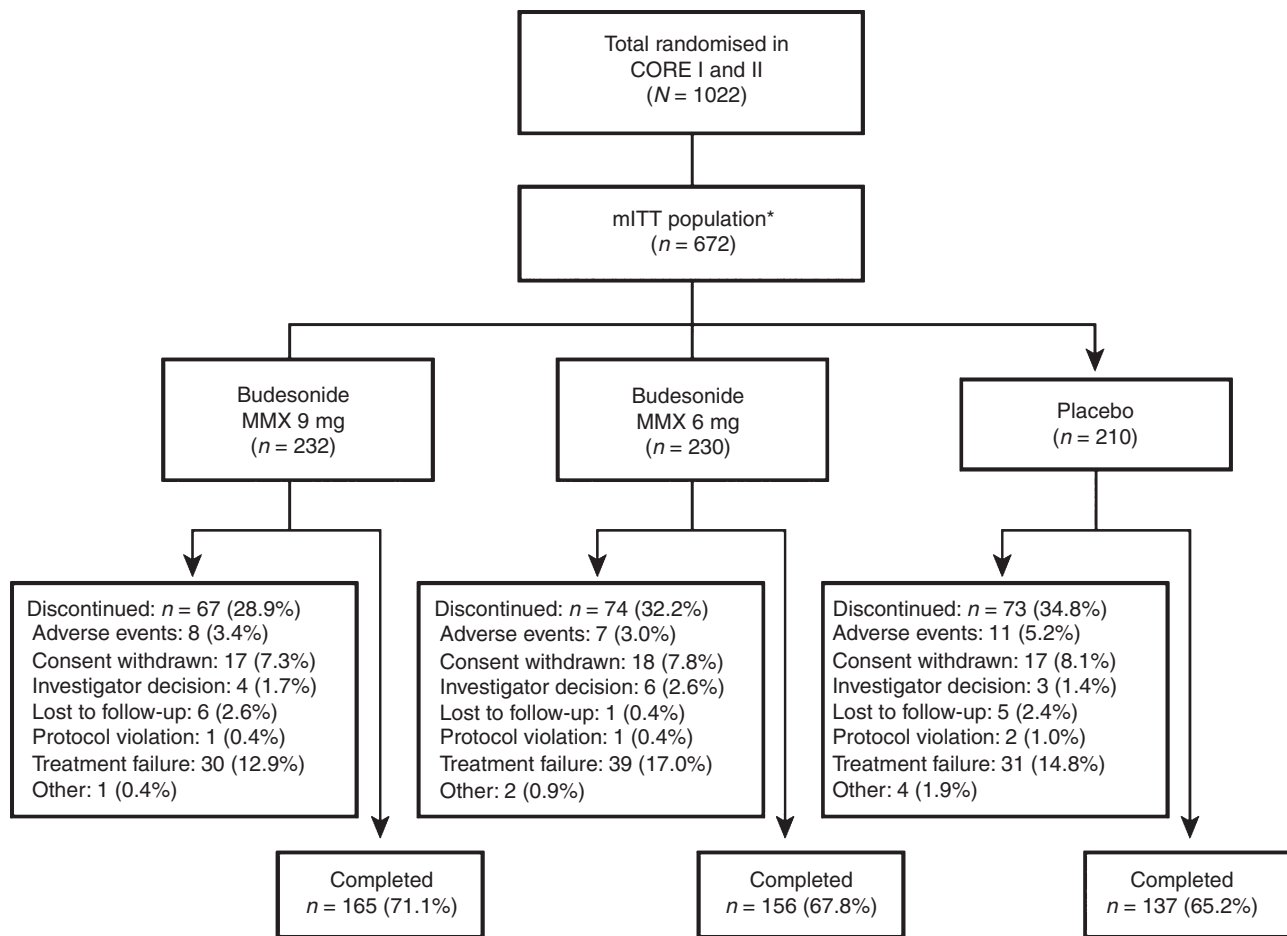 Total randomised in
CORE I and II
(N = 1022)
mITT population*
(n = 672)
Budesonide
MMX 9 mg
(n = 232)
Budesonide
MMX 6 mg
(n = 230)
Placebo
(n = 210)
Discontinued: n = 67 (28.9%)
Adverse events: 8 (3.4%)
Consent withdrawn: 17 (7.3%)
Investigator decision: 4 (1.7%)
Lost to follow-up: 6 (2.6%)
Protocol violation: 1 (0.4%)
Treatment failure: 30 (12.9%)
Other: 1 (0.4%)
Discontinued: n = 74 (32.2%)
Adverse events: 7 (3.0%)
Consent withdrawn: 18 (7.8%)
Investigator decision: 6 (2.6%)
Lost to follow-up: 1 (0.4%)
Protocol violation: 1 (0.4%)
Treatment failure: 39 (17.0%)
Other: 2 (0.9%)
Discontinued: n = 73 (34.8%)
Adverse events: 11 (5.2%)
Consent withdrawn: 17 (8.1%)
Investigator decision: 3 (1.4%)
Lost to follow-up: 5 (2.4%)
Protocol violation: 2 (1.0%)
Treatment failure: 31 (14.8%)
Other: 4 (1.9%)
Completed
n = 165 (71.1%)
Completed
n = 156 (67.8%)
Completed
n = 137 (65.2%)